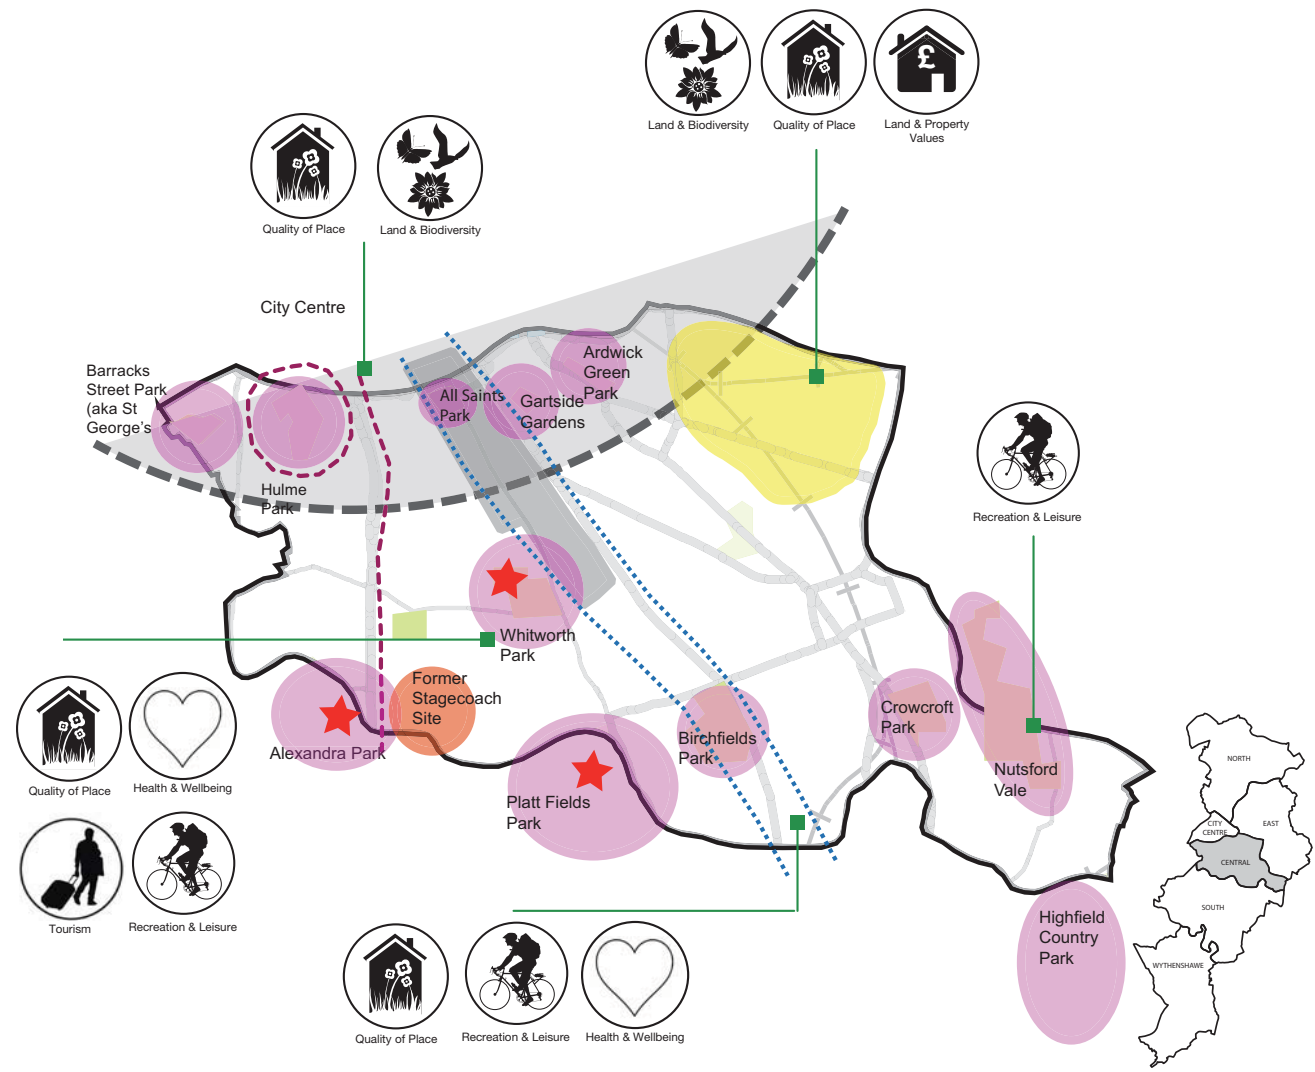 Land & Biodiversity
Quality of Place
Land & Property
Values
£
Quality of Place
Land & Biodiversity
City Centre
Barracks
Street Park
(aka St
George's
Ardwick
Green
Park
All Saints
Park
Gartside
Gardens
Hulme
Park
Recreation & Leisure
Whitworth
Park
Former
Stagecoach
Site
Alexandra Park
Platt Fields
Park
Birchfields
Park
Crowcroft
Park
Nutsford
Vale
Highfield
Country
Park
Quality of Place
Health & Wellbeing
Tourism
Recreation & Leisure
Quality of Place
Recreation & Leisure
Health & Wellbeing
NORTH
CITY
CENTRE
EAST
CENTRAL
SOUTH
WYTHENSHAWE